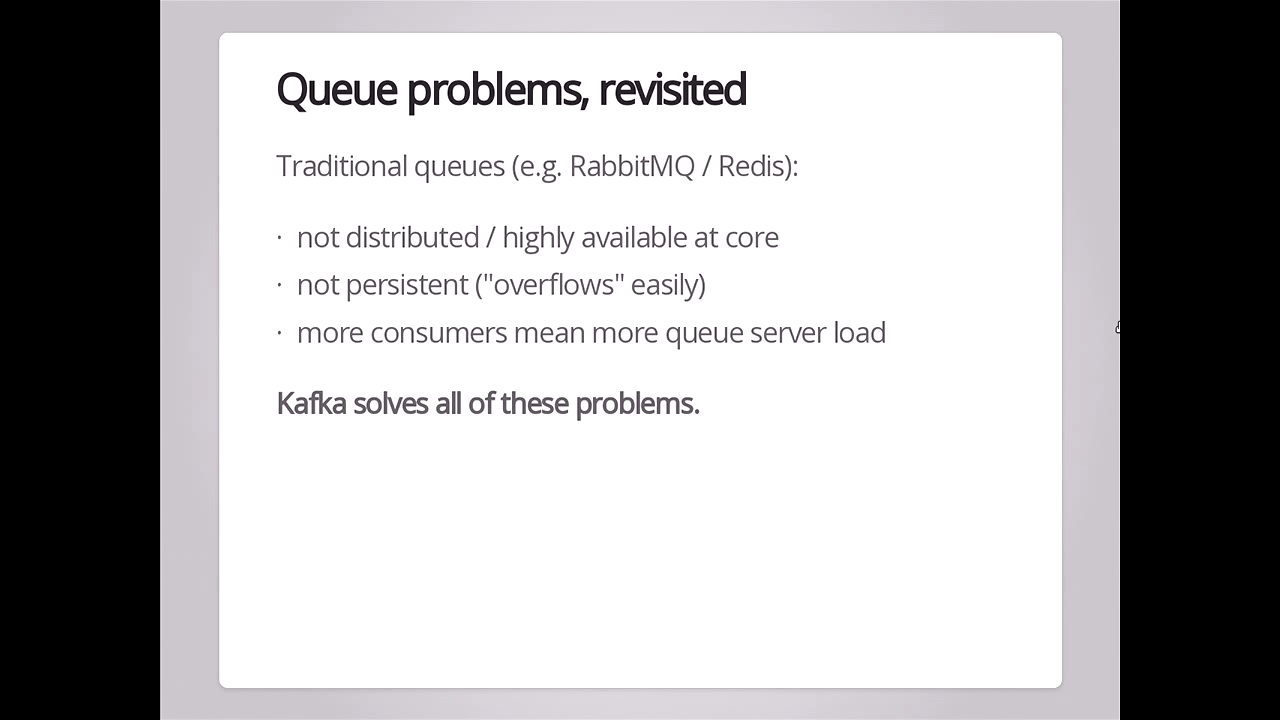 Queue problems, revisited
Traditional queues (e.g. RabbitMQ / Redis):
· not distributed / highly available at core
· not persistent ("overflows" easily)
· more consumers mean more queue server load
Kafka solves all of these problems.